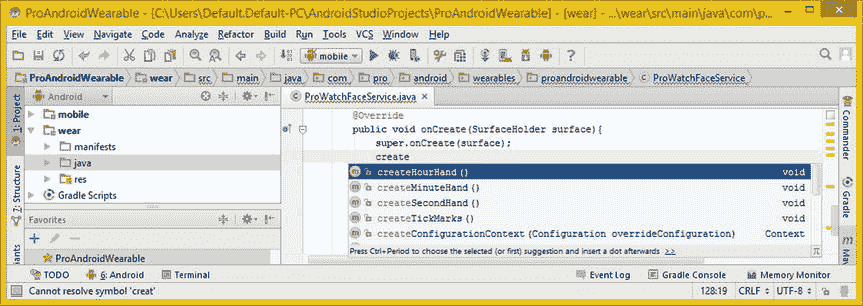 ProAndroidWearable - [C:\Users\Default.Default-PC\AndroidStudioProjects\ProAndroidWearable] - [wear] - ...\wear\src\main\java\com\p...
File Edit View Navigate Code Analyze Refactor Build Run Tools VCS Window Help
mobile
ProAndroidWearable wear src main java com pro android wearables proandroidwearable ProWatchFaceService
1: Project
Android
ProWatchFaceService.java
Commander
mobile
wear
manifests
java
res
Gradle Scripts
7: Structure
Favorites
ProAndroidWearable
@Override
public void onCreate(SurfaceHolder surface){
super.onCreate(surface);
create
createHourHand() void
createMinuteHand() void
createSecondHand() void
createTickMarks() void
createConfigurationContext(Configuration overrideConfiguration) Context
Press Ctrl+Period to choose the selected (or first) suggestion and insert a dot afterwards >>
Gradle
TODO 6: Android Terminal Event Log Gradle Console Memory Monitor
Cannot resolve symbol 'creat' 128:19 CRLF UTF-8